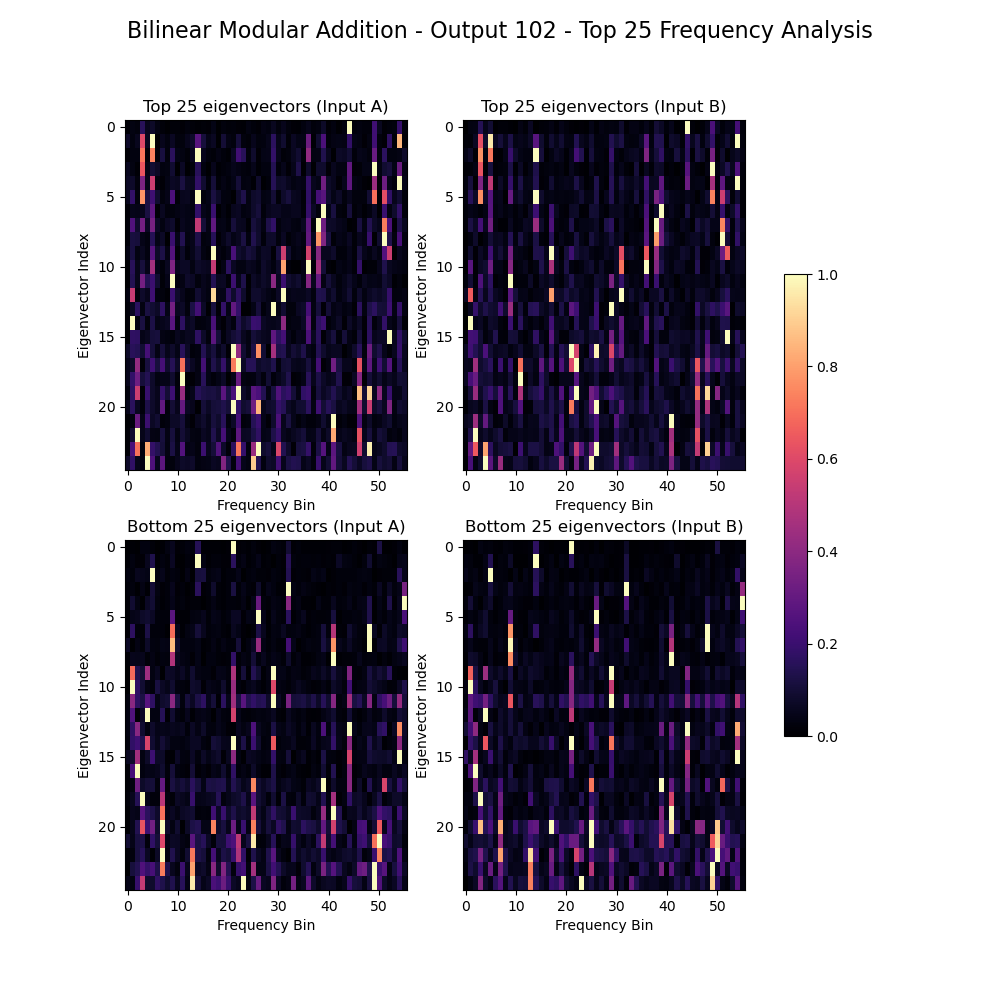 Bilinear Modular Addition - Output 102 - Top 25 Frequency Analysis
Top 25 eigenvectors (Input A)
Top 25 eigenvectors (Input B)
Eigenvector Index
0
5
10
15
20
0 10 20 30 40 50
Frequency Bin
Eigenvector Index
0
5
10
15
20
0 10 20 30 40 50
Frequency Bin
Bottom 25 eigenvectors (Input A)
Bottom 25 eigenvectors (Input B)
Eigenvector Index
0
5
10
15
20
0 10 20 30 40 50
Frequency Bin
Eigenvector Index
0
5
10
15
20
0 10 20 30 40 50
Frequency Bin
1.0
0.8
0.6
0.4
0.2
0.0